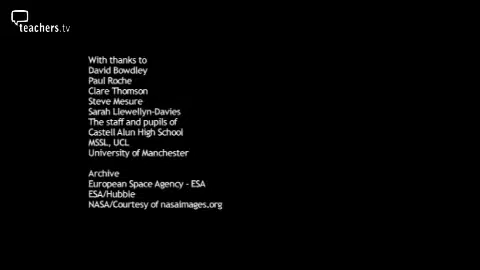 teachers.tv
With thanks to
David Bowdley
Paul Roche
Clare Thomson
Steve Mesure
Sarah Llewellyn-Davies
The staff and pupils of
Castell Alun High School
MSSL, UCL
University of Manchester
Archive
European Space Agency - ESA
ESA/Hubble
NASA/Courtesy of nasaimages.org